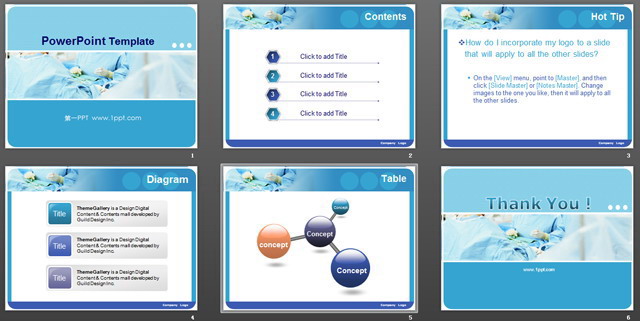 PowerPoint Template
第一PPT www.1ppt.com
1
Contents
1 Click to add Title
2 Click to add Title
3 Click to add Title
4 Click to add Title
Company Logo
2
Hot Tip
How do I incorporate my logo to a slide
that will apply to all the other slides?
On the [View] menu, point to [Master], and then
click [Slide Master] or [Notes Master]. Change
images to the one you like, then it will apply to all
the other slides.
Company Logo
3
Diagram
Title
ThemeGallery is a Design Digital
Content & Contents mall developed by
Guild Design Inc.
Title
ThemeGallery is a Design Digital
Content & Contents mall developed by
Guild Design Inc.
Title
ThemeGallery is a Design Digital
Content & Contents mall developed by
Guild Design Inc.
Company Logo
4
Table
Concept
concept
Concept
Concept
Company Logo
5
Thank You !
www.1ppt.com
6